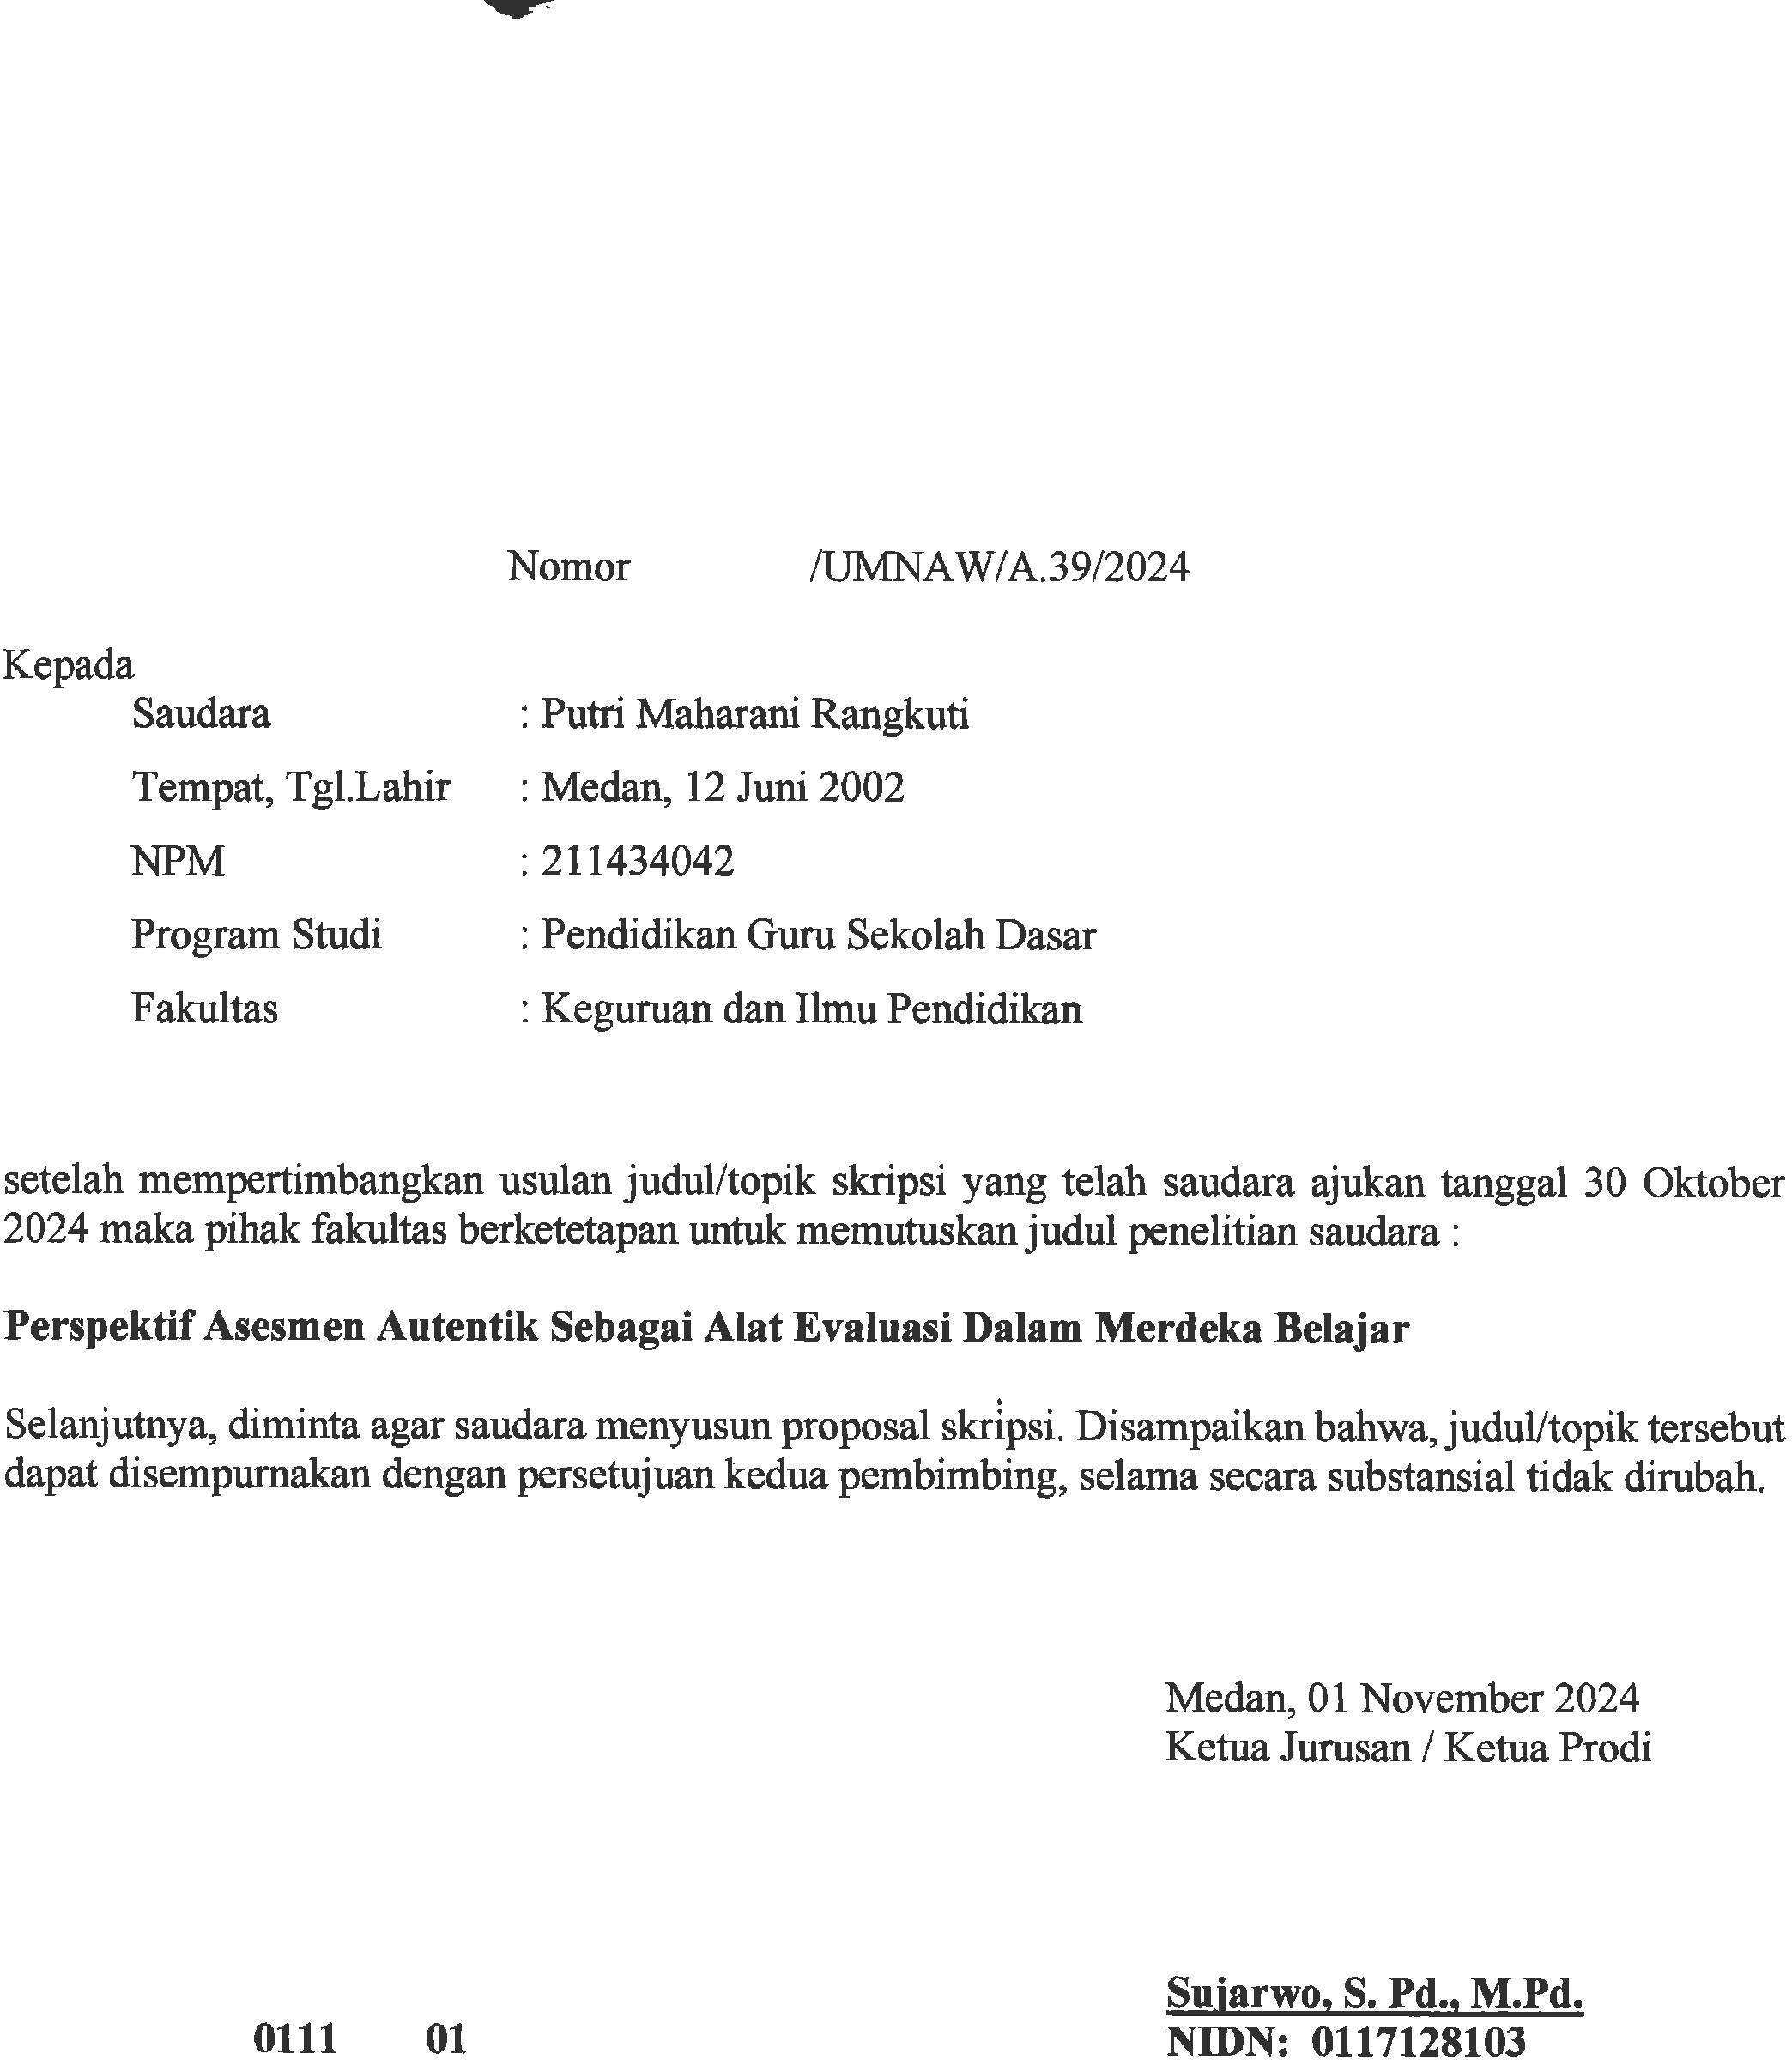 Nomor /UMNAW/A.39/2024
Kepada
Saudara : Putri Maharani Rangkuti
Tempat, Tgl.Lahir : Medan, 12 Juni 2002
NPM : 211434042
Program Studi : Pendidikan Guru Sekolah Dasar
Fakultas : Keguruan dan Ilmu Pendidikan
setelah mempertimbangkan usulan judul/topik skripsi yang telah saudara ajukan tanggal 30 Oktober
2024 maka pihak fakultas berketetapan untuk memutuskan judul penelitian saudara :
Perspektif Asesmen Autentik Sebagai Alat Evaluasi Dalam Merdeka Belajar
Selanjutnya, diminta agar saudara menyusun proposal skripsi. Disampaikan bahwa, judul/topik tersebut
dapat disempurnakan dengan persetujuan kedua pembimbing, selama secara substansial tidak dirubah.
Medan, 01 November 2024
Ketua Jurusan / Ketua Prodi
Sujarwo, S. Pd., M.Pd.
0111 01 NIDN: 0117128103